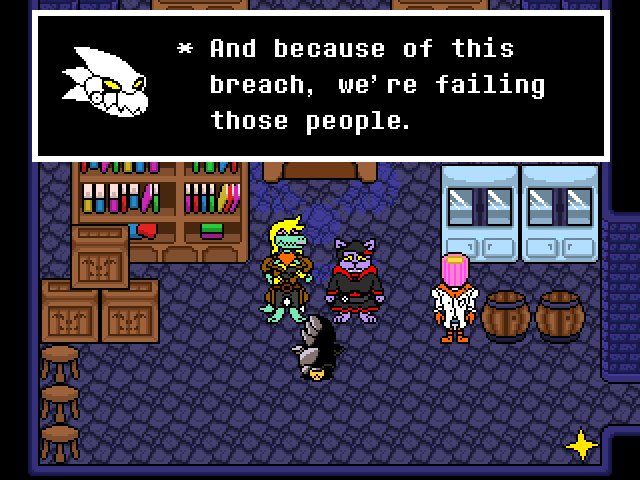 * And because of this
breach, we're failing
those people.